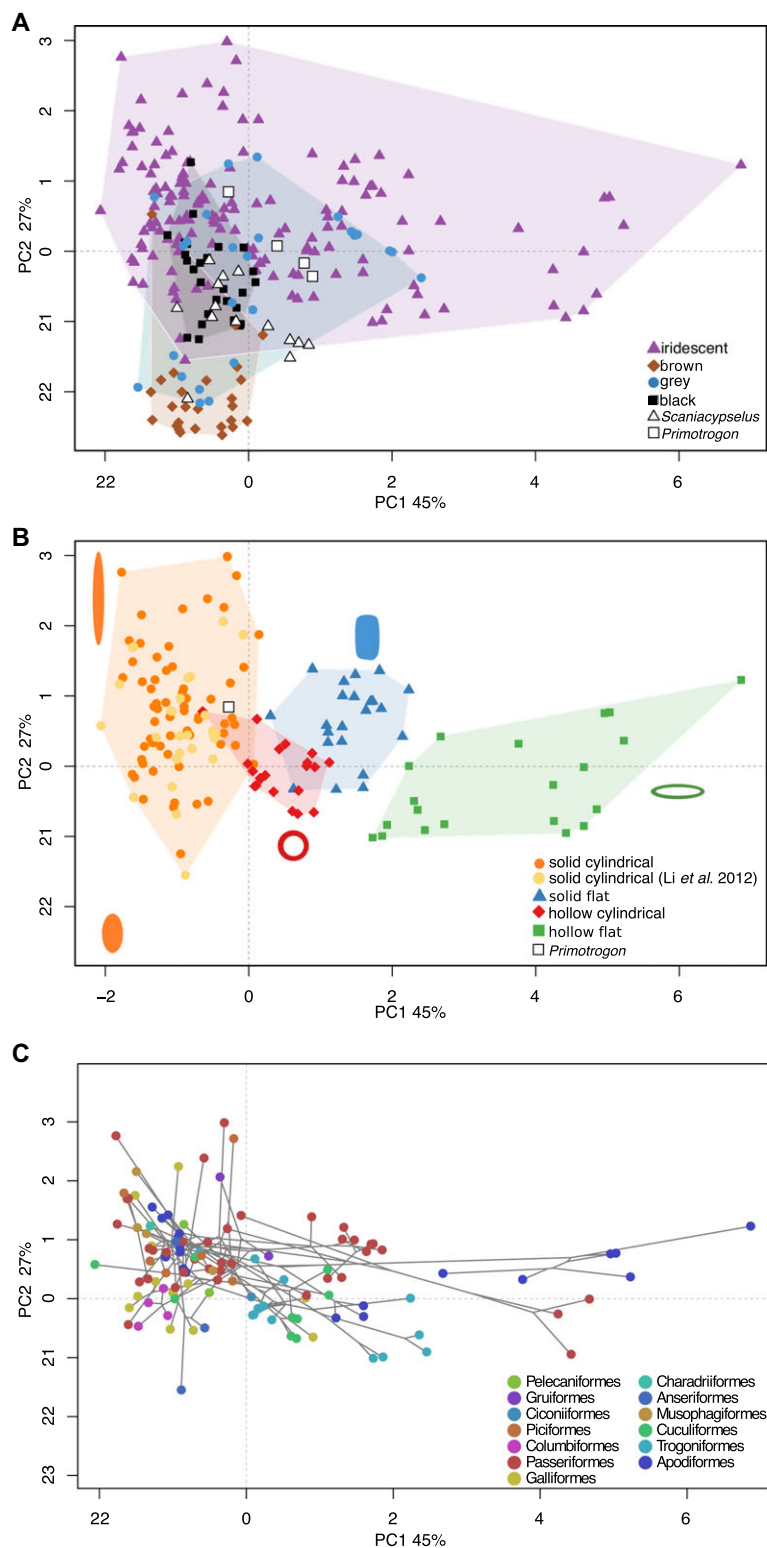 A
3
2
1
0
21
22
PC2 27%
iridescent
brown
grey
black
Scaniacypselus
Primotrogon
22 0 2 4 6
PC1 45%
B
3
2
1
0
21
22
PC2 27%
solid cylindrical
solid cylindrical (Li et al. 2012)
solid flat
hollow cylindrical
hollow flat
Primotrogon
−2 0 2 4 6
PC1 45%
C
3
2
1
0
21
22
23
PC2 27%
Pelecaniformes Charadriiformes
Gruiformes Anseriformes
Ciconiiformes Musophagiformes
Piciformes Cuculiformes
Columbiformes Trogoniformes
Passeriformes Apodiformes
Galliformes
22 0 2 4 6
PC1 45%